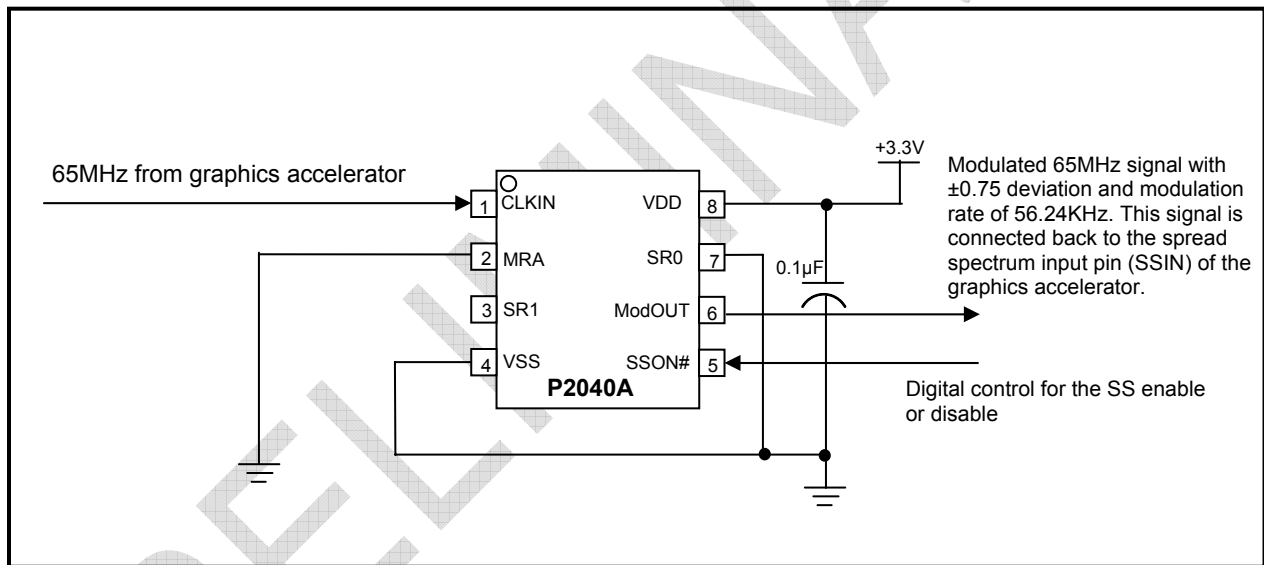 65MHz from graphics accelerator
+3.3V
Modulated 65MHz signal with
±0.75 deviation and modulation
rate of 56.24KHz. This signal is
connected back to the spread
spectrum input pin (SSIN) of the
graphics accelerator.
1 CLKIN VDD 8
2 MRA SR0 7
0.1µF
3 SR1 ModOUT 6
4 VSS SSON# 5
P2040A
Digital control for the SS enable
or disable